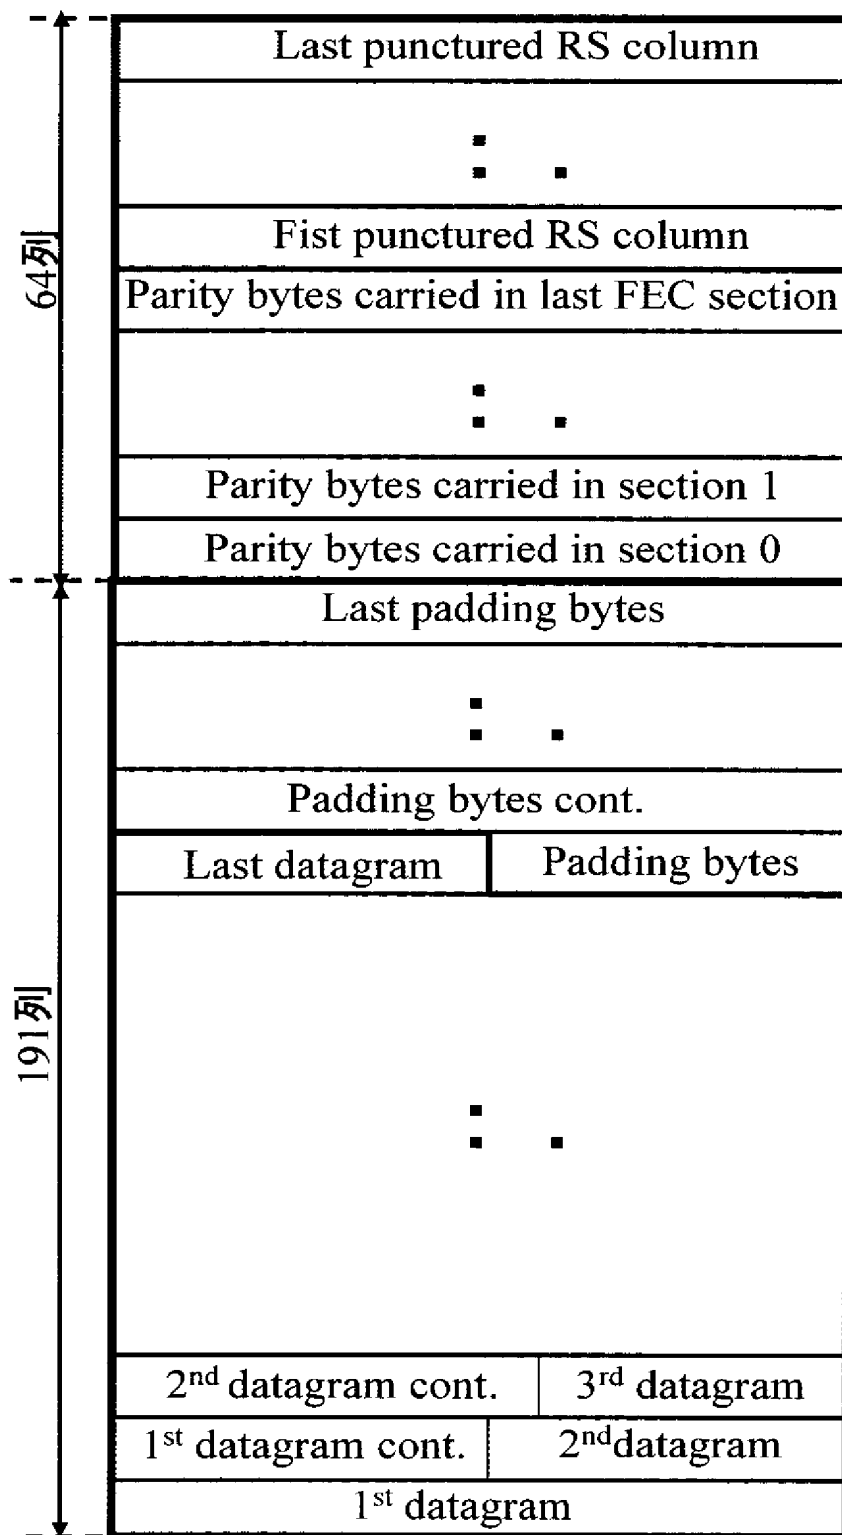 Last punctured RS column
Fist punctured RS column
64列
Parity bytes carried in last FEC section
Parity bytes carried in section 1
Parity bytes carried in section 0
Last padding bytes
Padding bytes cont.
Last datagram Padding bytes
191列
2nd datagram cont. 3rd datagram
1st datagram cont. 2nd datagram
1st datagram